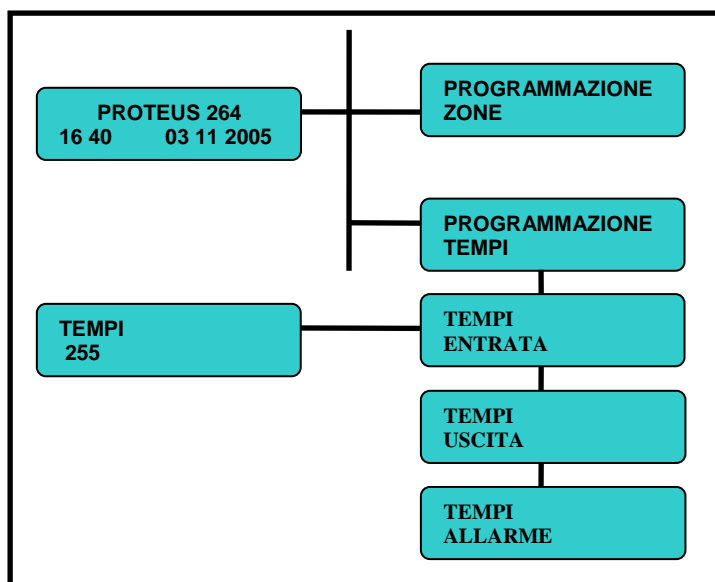 PROTEUS 264
16 40 03 11 2005
PROGRAMMAZIONE
ZONE
PROGRAMMAZIONE
TEMPI
TEMPI
255
TEMPI
ENTRATA
TEMPI
USCITA
TEMPI
ALLARME